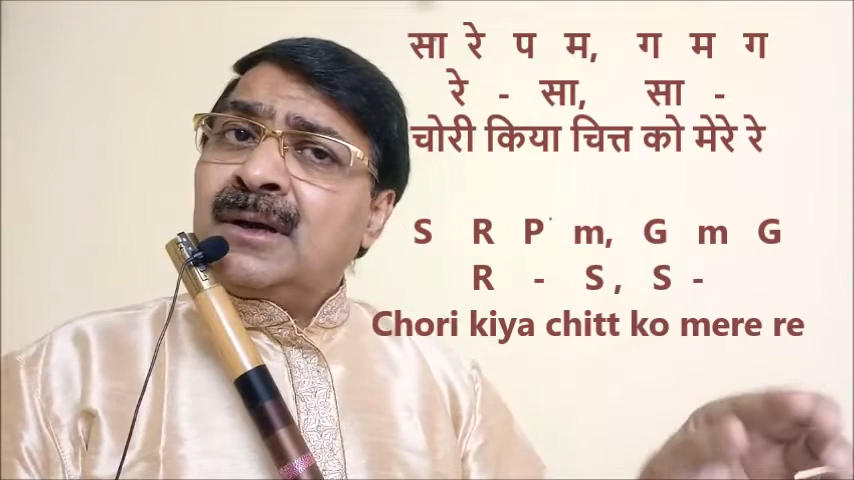 सा रे प म, ग म ग
रे - सा, सा -
चोरी किया चित्त को मेरे रे
S R P m, G m G
R - S, S -
Chori kiya chitt ko mere re